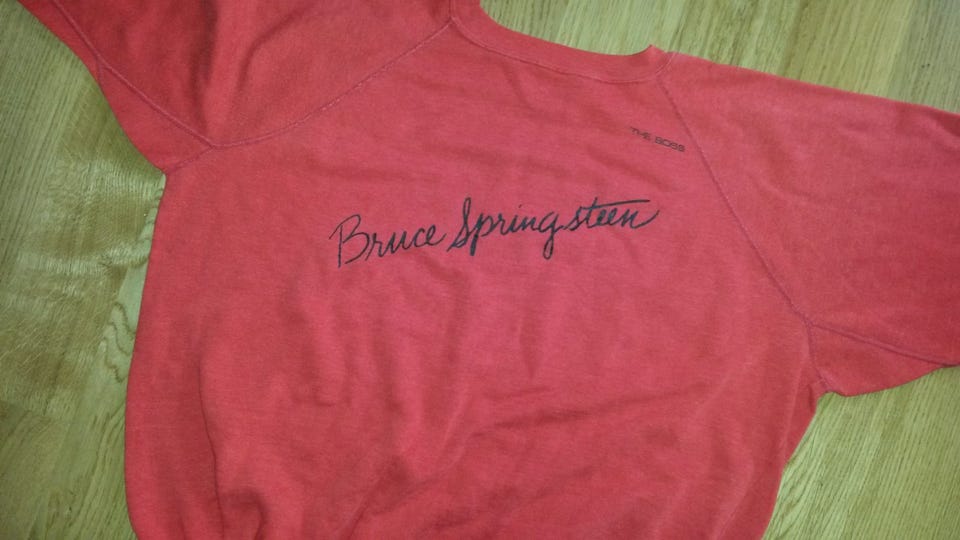 THE BOSS
Bruce Springsteen